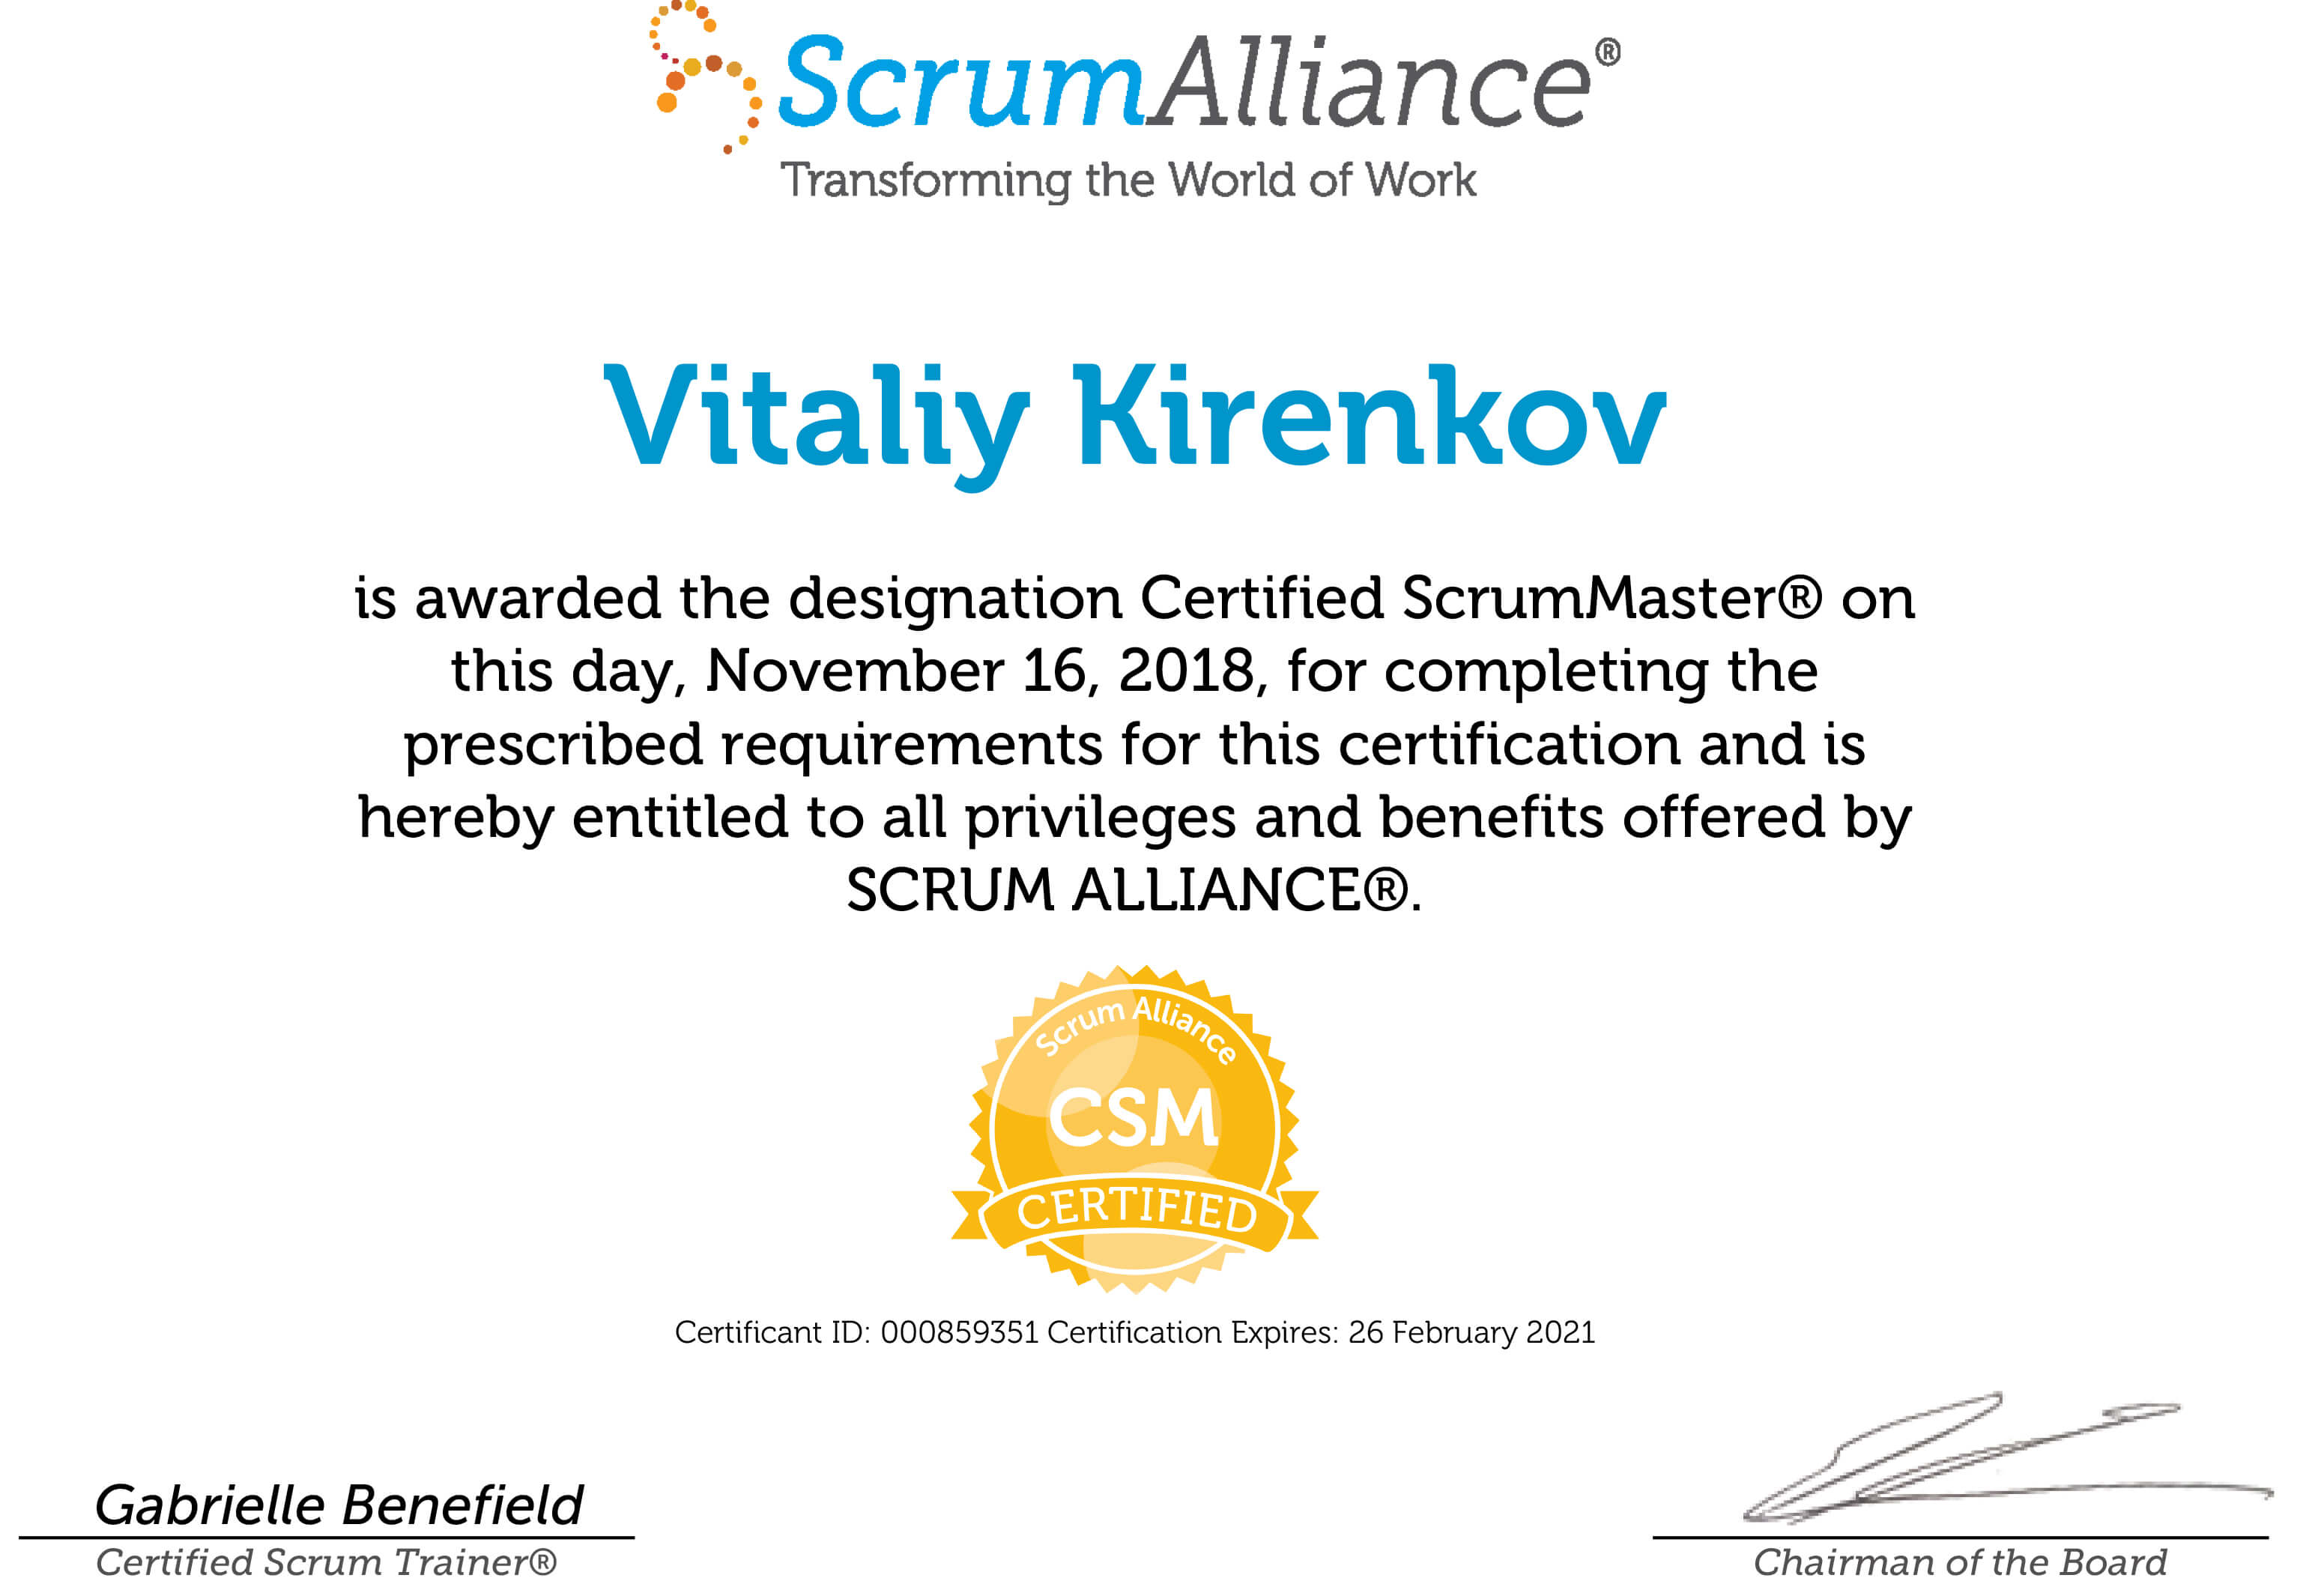 ScrumAlliance®
Transforming the World of Work
Vitaliy Kirenkov
is awarded the designation Certified ScrumMaster® on
this day, November 16, 2018, for completing the
prescribed requirements for this certification and is
hereby entitled to all privileges and benefits offered by
SCRUM ALLIANCE®.
Scrum Alliance
CSM
CERTIFIED
Certificant ID: 000859351 Certification Expires: 26 February 2021
Gabrielle Benefield
Certified Scrum Trainer®
Chairman of the Board